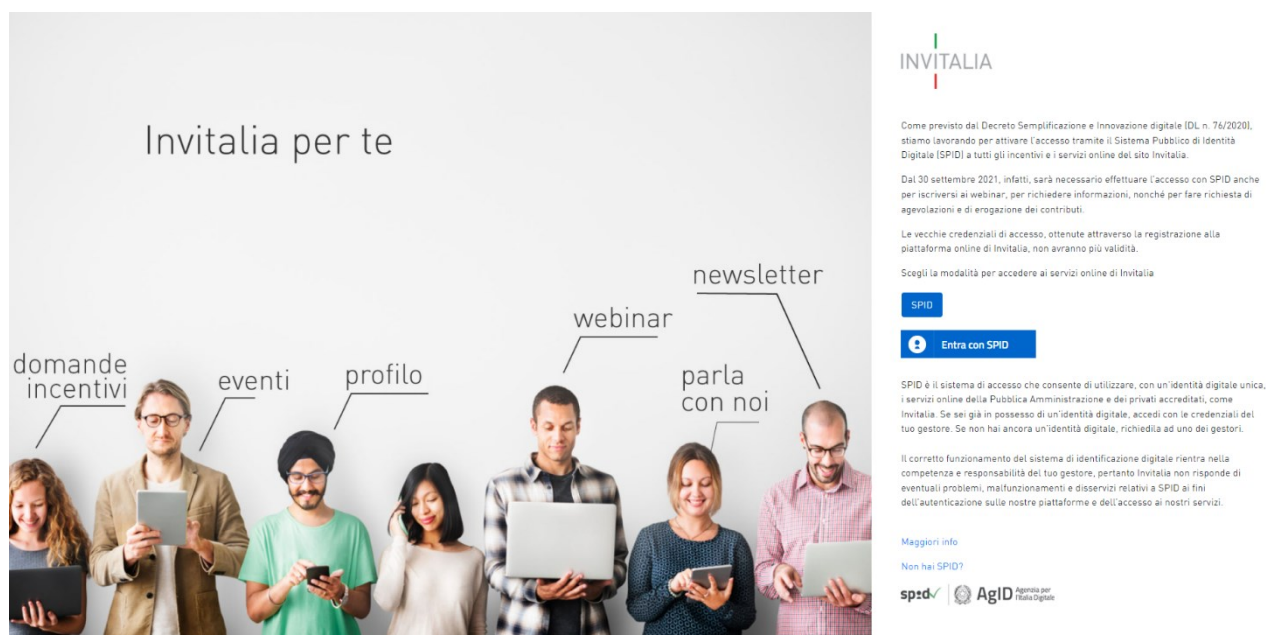 Invitalia per te
newsletter
webinar
domande
incentivi
eventi
profilo
parla
con noi
INVITALIA
Come previsto dal Decreto Semplificazione e Innovazione digitale (DL n. 76/2020),
stiamo lavorando per attivare l'accesso tramite il Sistema Pubblico di Identità
Digitale (SPID) a tutti gli incentivi e i servizi online del sito Invitalia.
Dal 30 settembre 2021, infatti, sarà necessario effettuare l'accesso con SPID anche
per iscriversi ai webinar, per richiedere informazioni, nonché per fare richiesta di
agevolazioni e di erogazione dei contributi.
Le vecchie credenziali di accesso, ottenute attraverso la registrazione alla
piattaforma online di Invitalia, non avranno più validità.
Scegli la modalità per accedere ai servizi online di Invitalia
SPID
Entra con SPID
SPID è il sistema di accesso che consente di utilizzare, con un'identità digitale unica,
i servizi online della Pubblica Amministrazione e dei privati accreditati, come
Invitalia. Se sei già in possesso di un'identità digitale, accedi con le credenziali del
tuo gestore. Se non hai ancora un'identità digitale, richiedila ad uno dei gestori.
Il corretto funzionamento del sistema di identificazione digitale rientra nella
competenza e responsabilità del tuo gestore, pertanto Invitalia non risponde di
eventuali problemi, malfunzionamenti e disservizi relativi a SPID ai fini
dell'autenticazione sulle nostre piattaforme e dell'accesso ai nostri servizi.
Maggiori info
Non hai SPID?
spid AgID Agenzia per
l'Italia Digitale